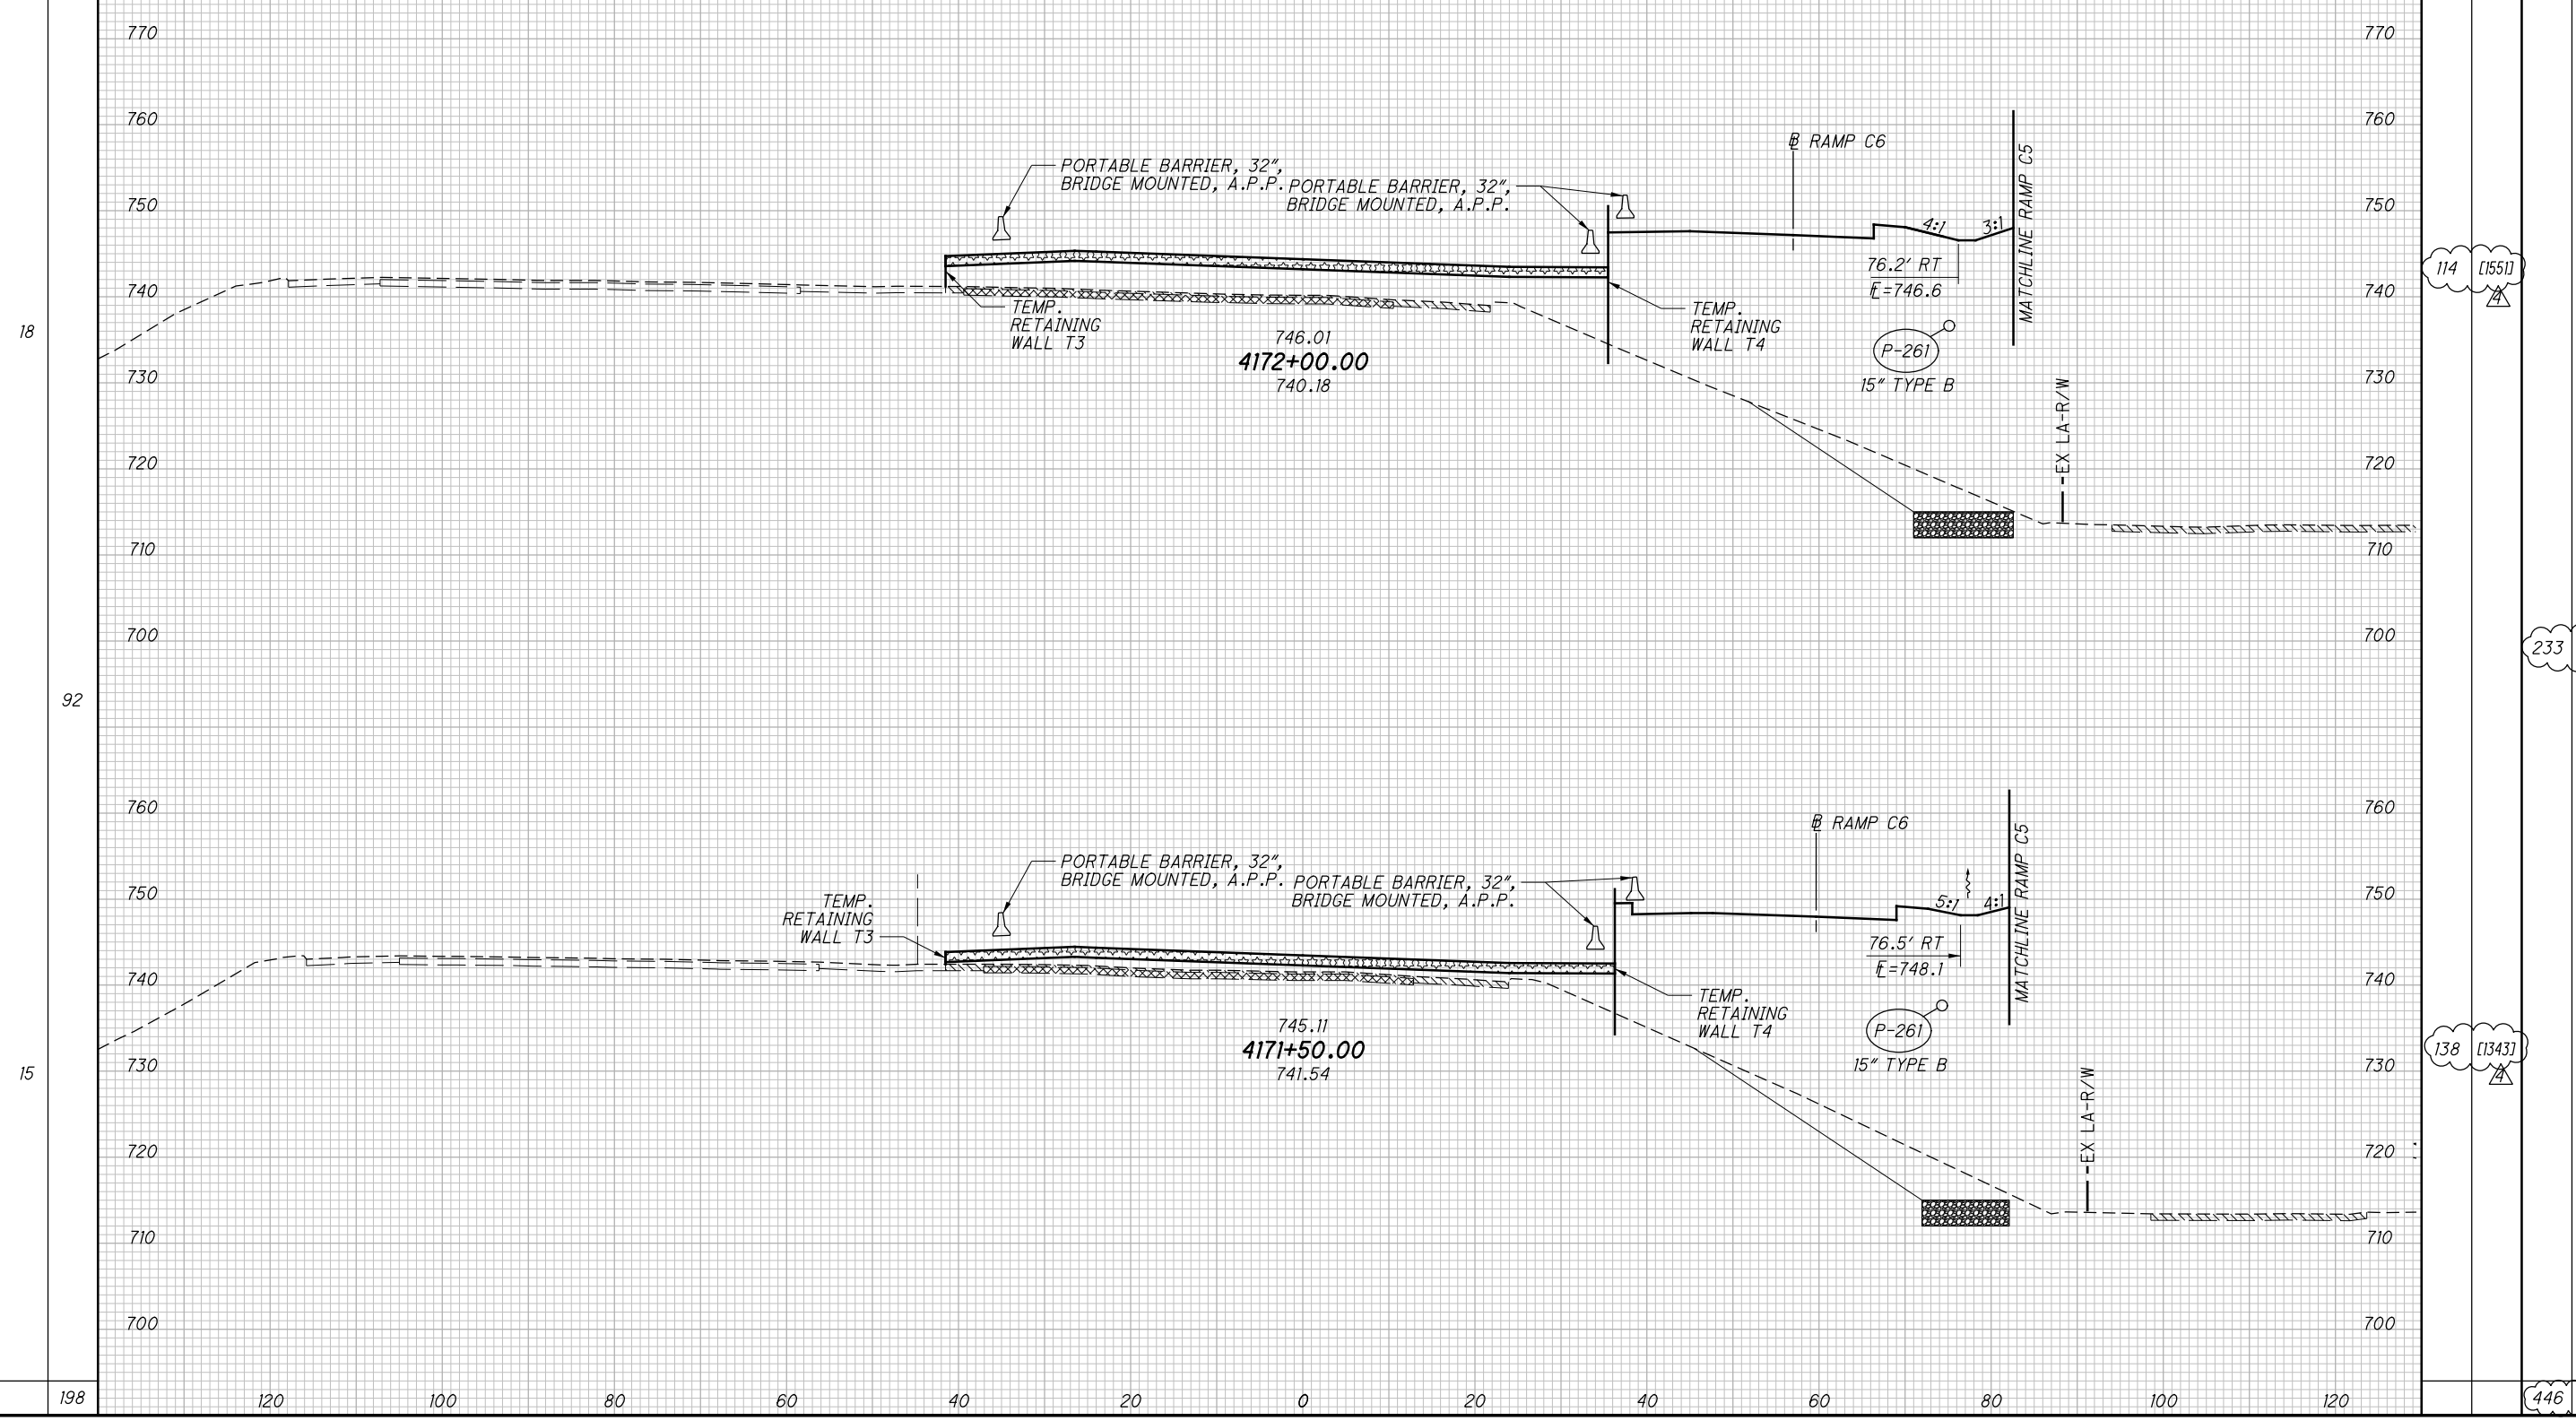 770
770
760
760
750
750
740
740
730
730
720
720
710
710
700
700
PORTABLE BARRIER, 32",
BRIDGE MOUNTED, A.P.P.
PORTABLE BARRIER, 32",
BRIDGE MOUNTED, A.P.P.
℄ RAMP C6
4:1
3:1
MATCHLINE RAMP C5
76.2' RT
℄=746.6
TEMP.
RETAINING
WALL T3
TEMP.
RETAINING
WALL T4
746.01
4172+00.00
740.18
P-261
15" TYPE B
EX LA-R/W
18
114
[1551]
4
92
233
760
760
750
750
740
740
730
730
720
720
710
710
700
700
PORTABLE BARRIER, 32",
BRIDGE MOUNTED, A.P.P.
PORTABLE BARRIER, 32",
BRIDGE MOUNTED, A.P.P.
RAMP C6
5:1
4:1
MATCHLINE RAMP C5
76.5' RT
=748.1
TEMP.
RETAINING
WALL T3
TEMP.
RETAINING
WALL T4
745.11
4171+50.00
741.54
P-261
15" TYPE B
EX LA-R/W
15
138
[1343]
4
198
120
100
80
60
40
20
0
20
40
60
80
100
120
446